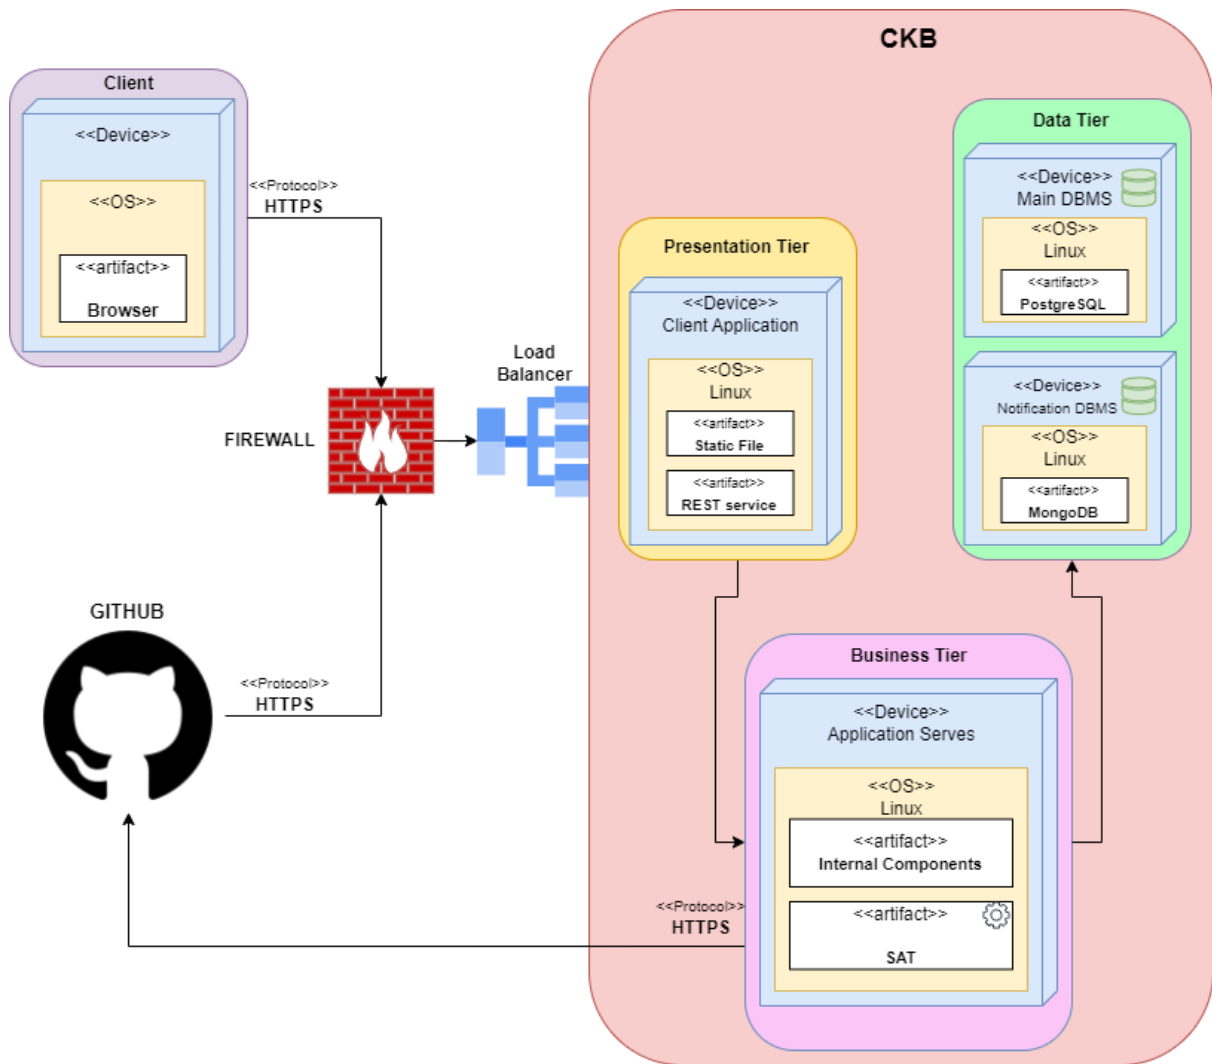 CKB
Client
<<Device>>
<<OS>>
<<artifact>>
Browser
<<Protocol>>
HTTPS
FIREWALL
Load
Balancer
GITHUB
<<Protocol>>
HTTPS
Presentation Tier
<<Device>>
Client Application
<<OS>>
Linux
<<artifact>>
Static File
<<artifact>>
REST service
Data Tier
<<Device>>
Main DBMS
<<OS>>
Linux
<<artifact>>
PostgreSQL
<<Device>>
Notification DBMS
<<OS>>
Linux
<<artifact>>
MongoDB
Business Tier
<<Device>>
Application Serves
<<OS>>
Linux
<<artifact>>
Internal Components
<<artifact>>
SAT
<<Protocol>>
HTTPS